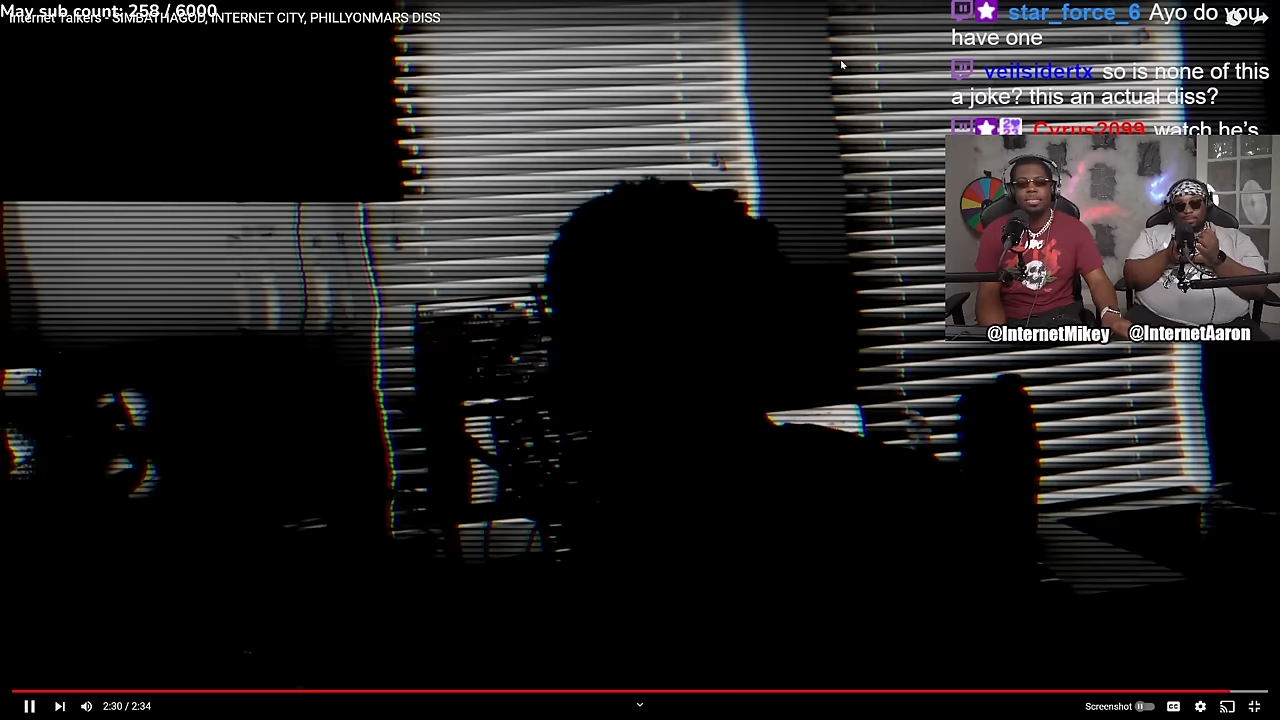 May sub count: 258 / 6000
Internet Talkers - SIMBATHAGOD, INTERNET CITY, PHILLYONMARS DISS
star_force_6 Ayo do you
have one
veilsidertx so is none of this
a joke? this an actual diss?
Cyrus2099 watch he's
@InternetMikey @InternetAaron
2:30 / 2:34
Screenshot